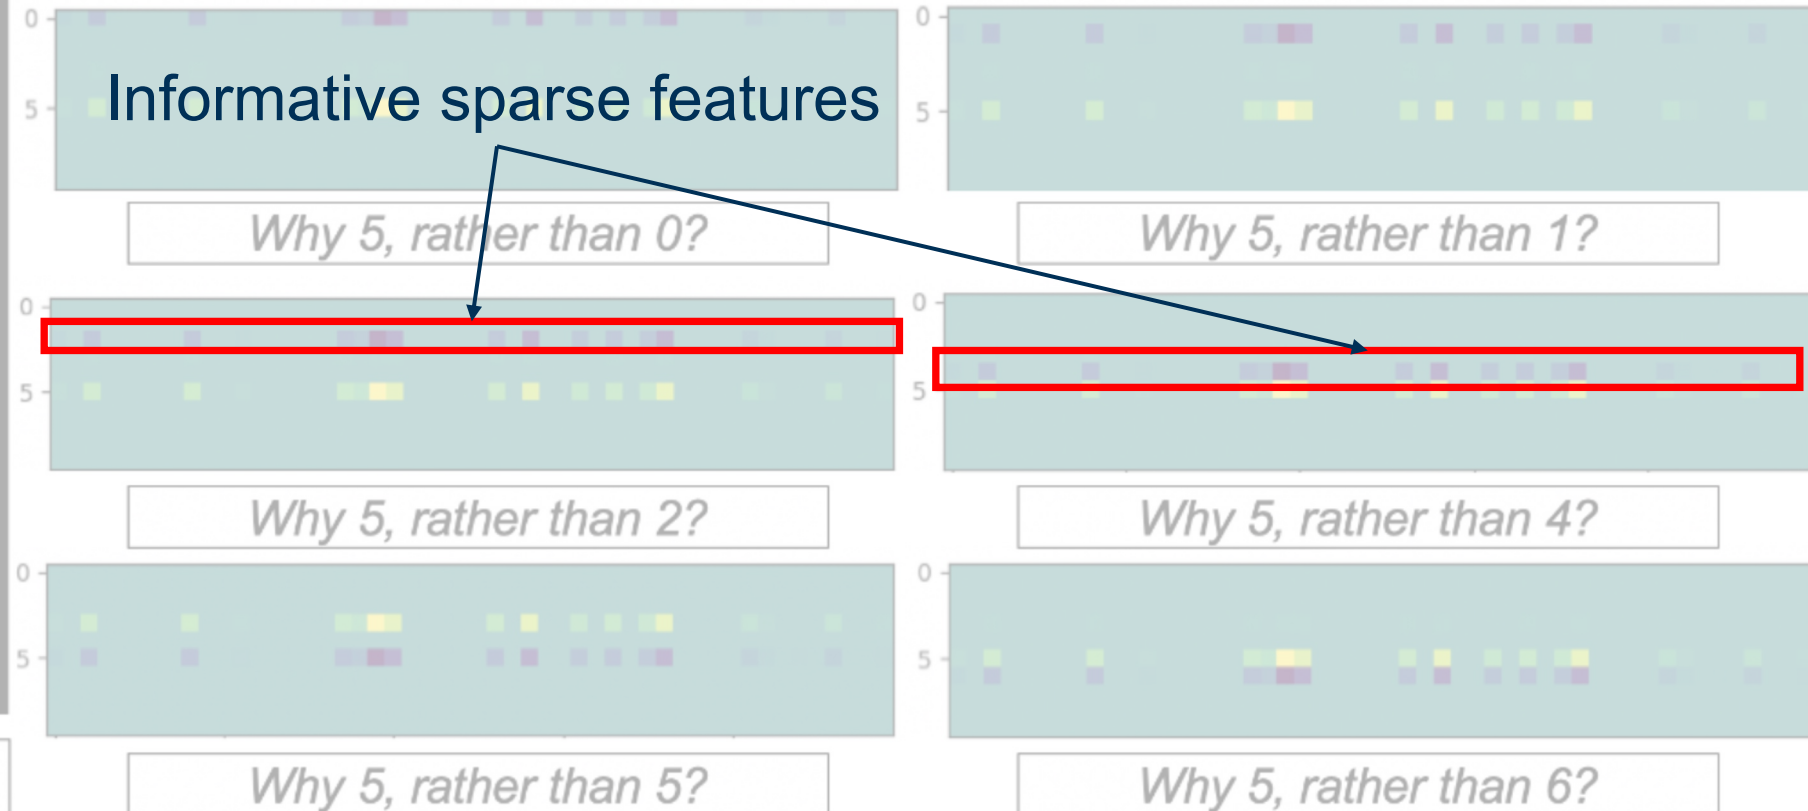 0
0
5
5
Informative sparse features
Why 5, rather than 0?
Why 5, rather than 1?
0
0
5
5
Why 5, rather than 2?
Why 5, rather than 4?
0
0
5
5
Why 5, rather than 5?
Why 5, rather than 6?